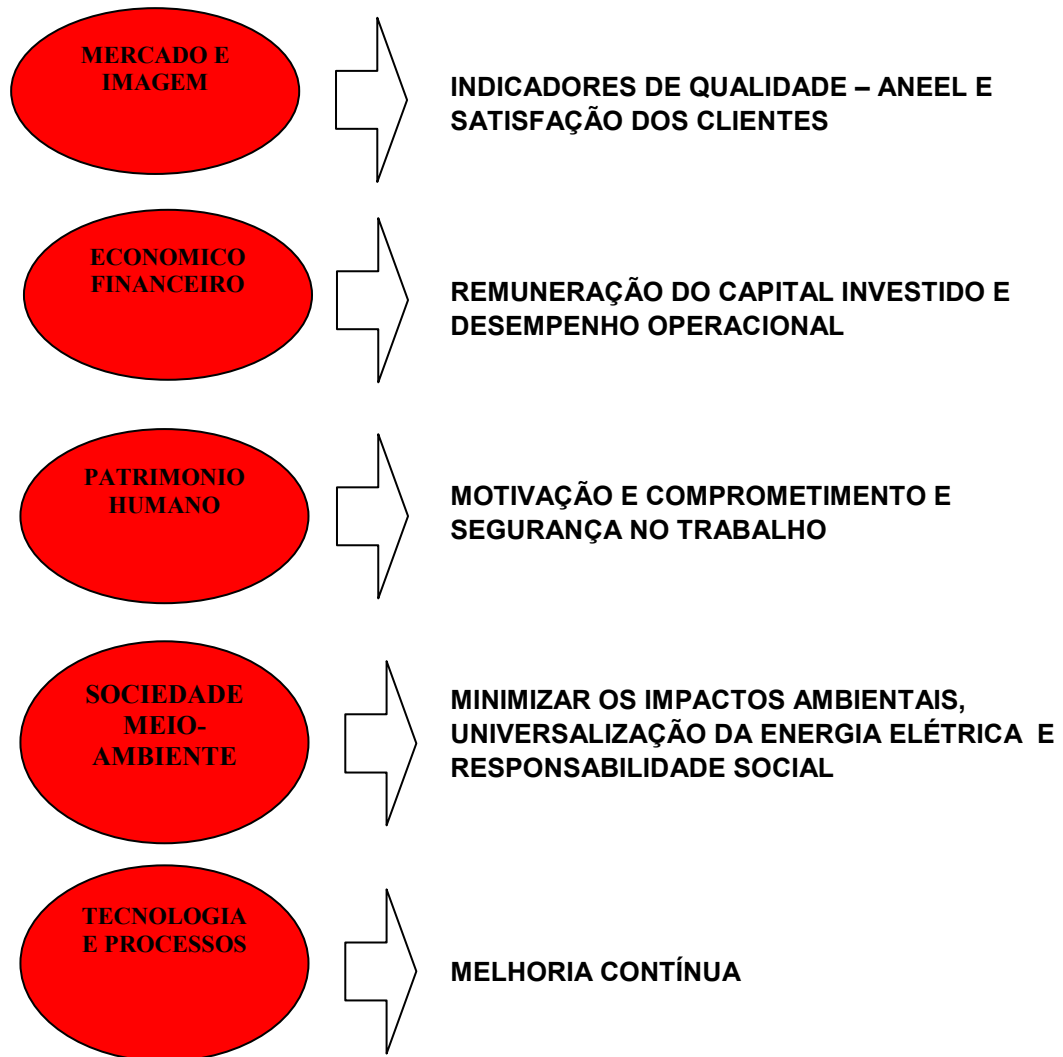 MERCADO E
IMAGEM
INDICADORES DE QUALIDADE – ANEEL E
SATISFAÇÃO DOS CLIENTES
ECONOMICO
FINANCEIRO
REMUNERAÇÃO DO CAPITAL INVESTIDO E
DESEMPENHO OPERACIONAL
PATRIMONIO
HUMANO
MOTIVAÇÃO E COMPROMETIMENTO E
SEGURANÇA NO TRABALHO
SOCIEDADE
MEIO-
AMBIENTE
MINIMIZAR OS IMPACTOS AMBIENTAIS,
UNIVERSALIZAÇÃO DA ENERGIA ELÉTRICA E
RESPONSABILIDADE SOCIAL
TECNOLOGIA
E PROCESSOS
MELHORIA CONTÍNUA